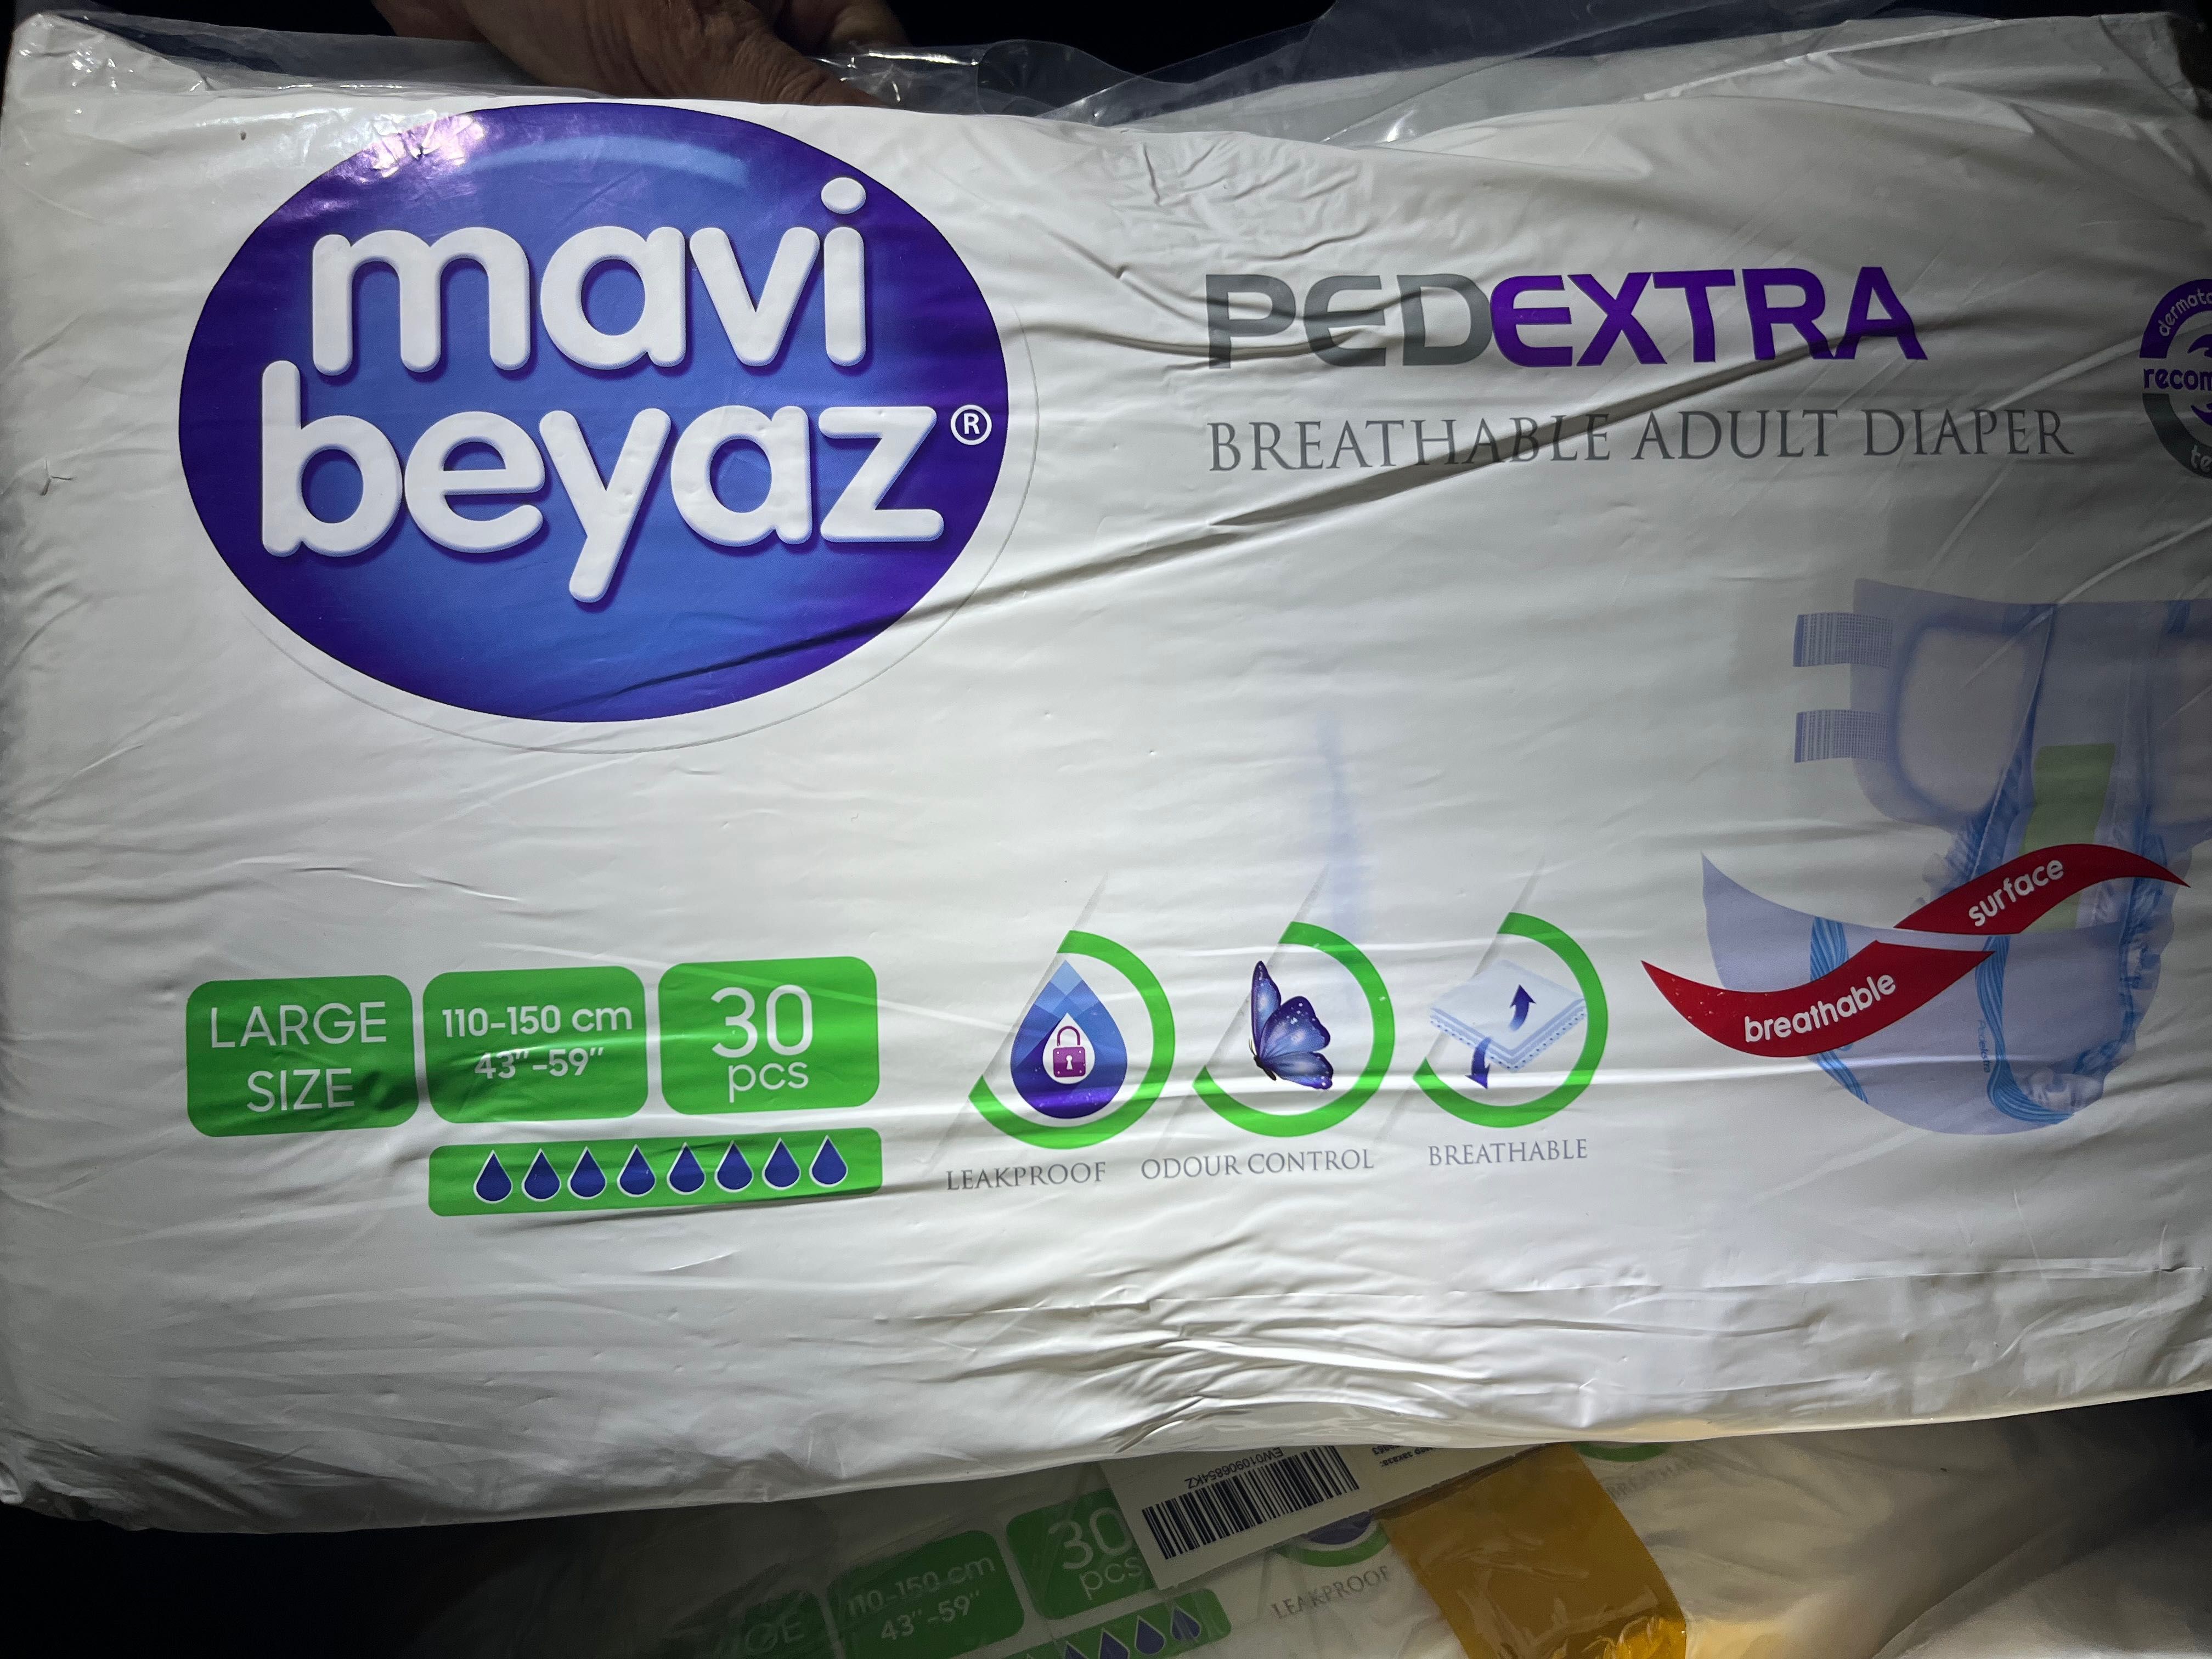 mavi
beyaz®
PEDEXTRA
BREATHABLE ADULT DIAPER
surface
breathable
LARGE
SIZE
110-150 cm
43"-59"
30
pcs
LEAKPROOF
ODOUR CONTROL
BREATHABLE
EW010906854KZ
110-150 cm
43"-59"
30
pcs
LEAKPROOF